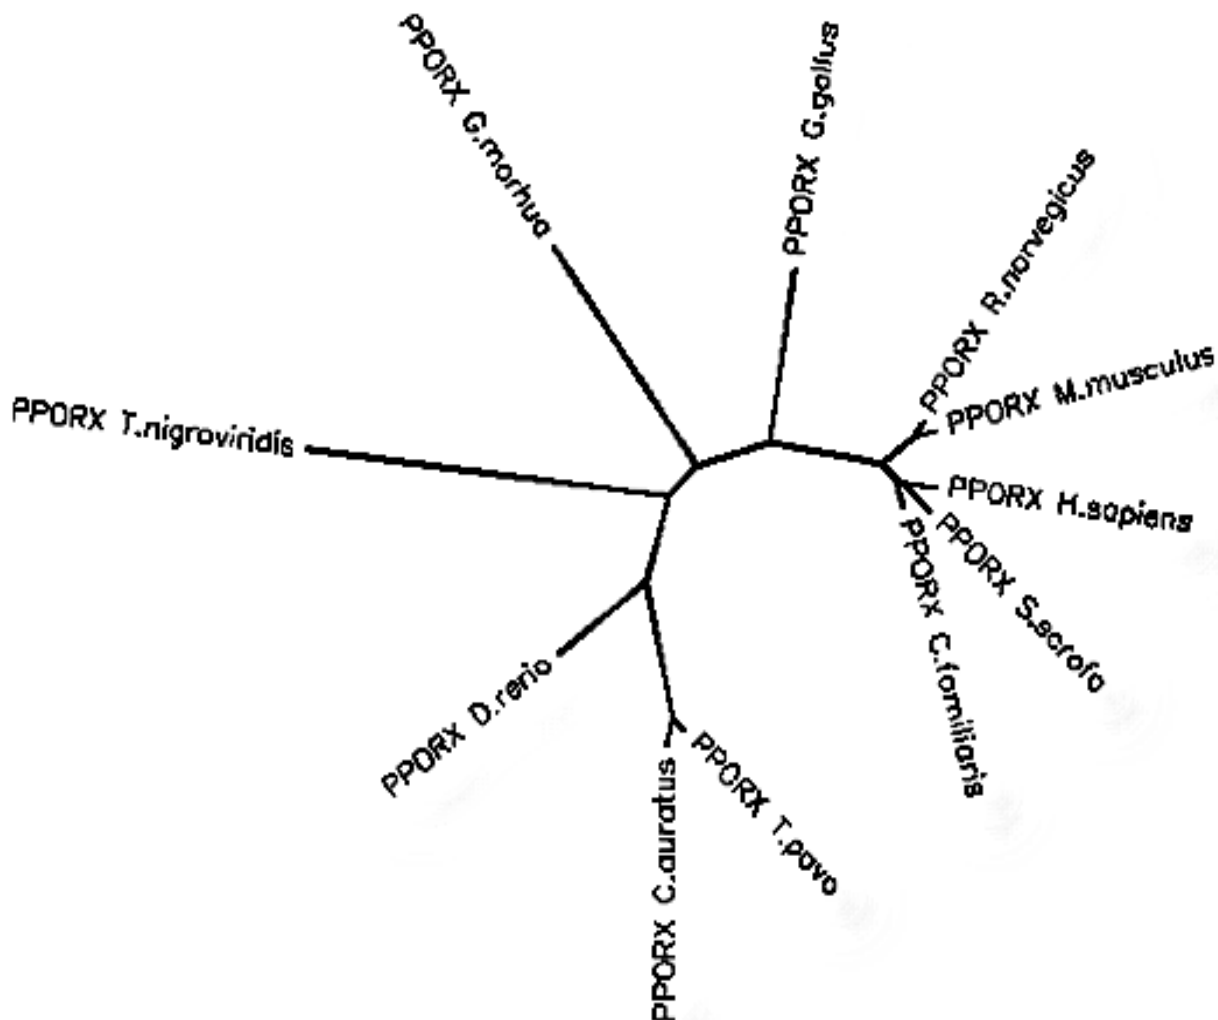 PPORX G.morhua
PPORX G.gallus
PPORX R.norvegicus
PPORX M.musculus
PPORX T.nigroviridis
PPORX H.sapiens
PPORX S.scrofa
PPORX C.familiaris
PPORX D.rerio
PPORX T.pavo
PPORX C.auratus